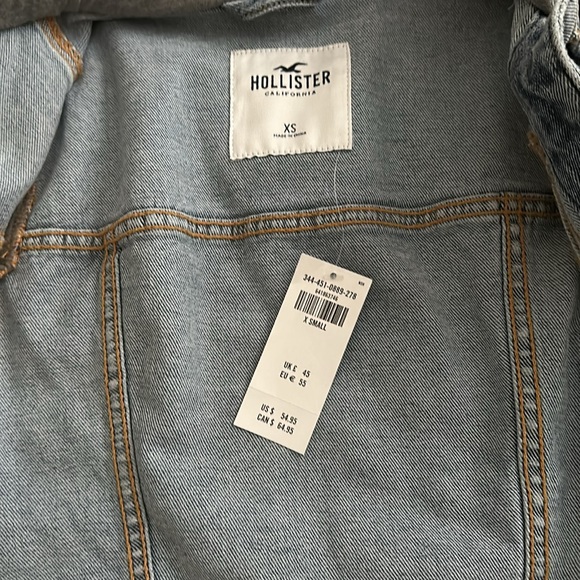 HOLLISTER
CALIFORNIA
XS
MADE IN CHINA
344-451-0889-278
641963746
X SMALL
UK £ 45
EU € 55
US $ 54.95
CAN $ 64.95